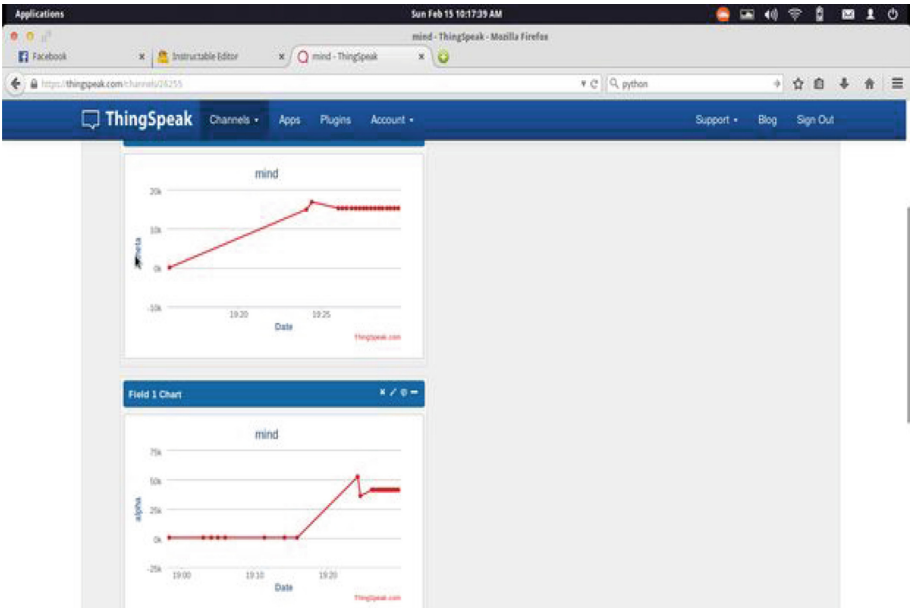 Applications
Sun Feb 15 10:17:39 AM
mind - ThingSpeak - Mozilla Firefox
Facebook
Instructable Editor
mind - ThingSpeak
https://thingspeak.com/channels/26255
python
ThingSpeak Channels Apps Plugins Account Support Blog Sign Out
mind
20k
10k
0k
-10k
19:20 19:25
Date
ThingSpeak.com
Field 1 Chart
mind
alpha
75k
50k
25k
0k
-25k
19:00 19:10 19:20
Date
ThingSpeak.com